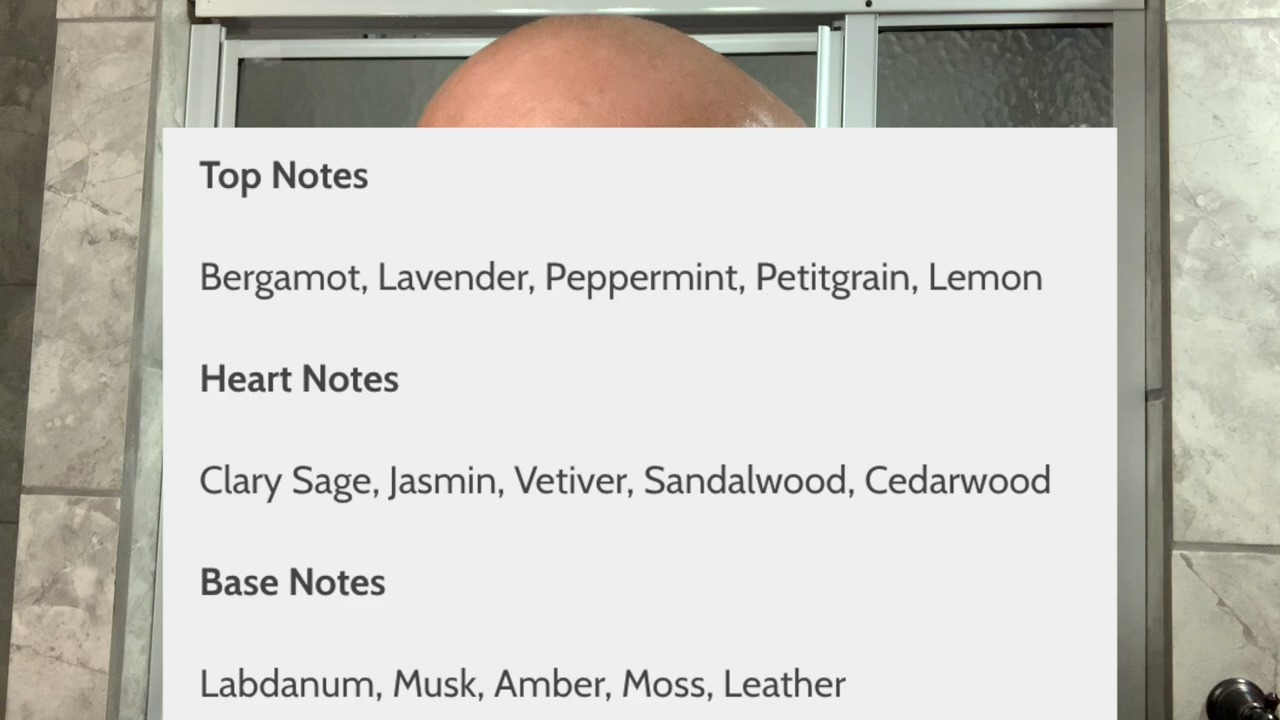 Top Notes
Bergamot, Lavender, Peppermint, Petitgrain, Lemon
Heart Notes
Clary Sage, Jasmin, Vetiver, Sandalwood, Cedarwood
Base Notes
Labdanum, Musk, Amber, Moss, Leather